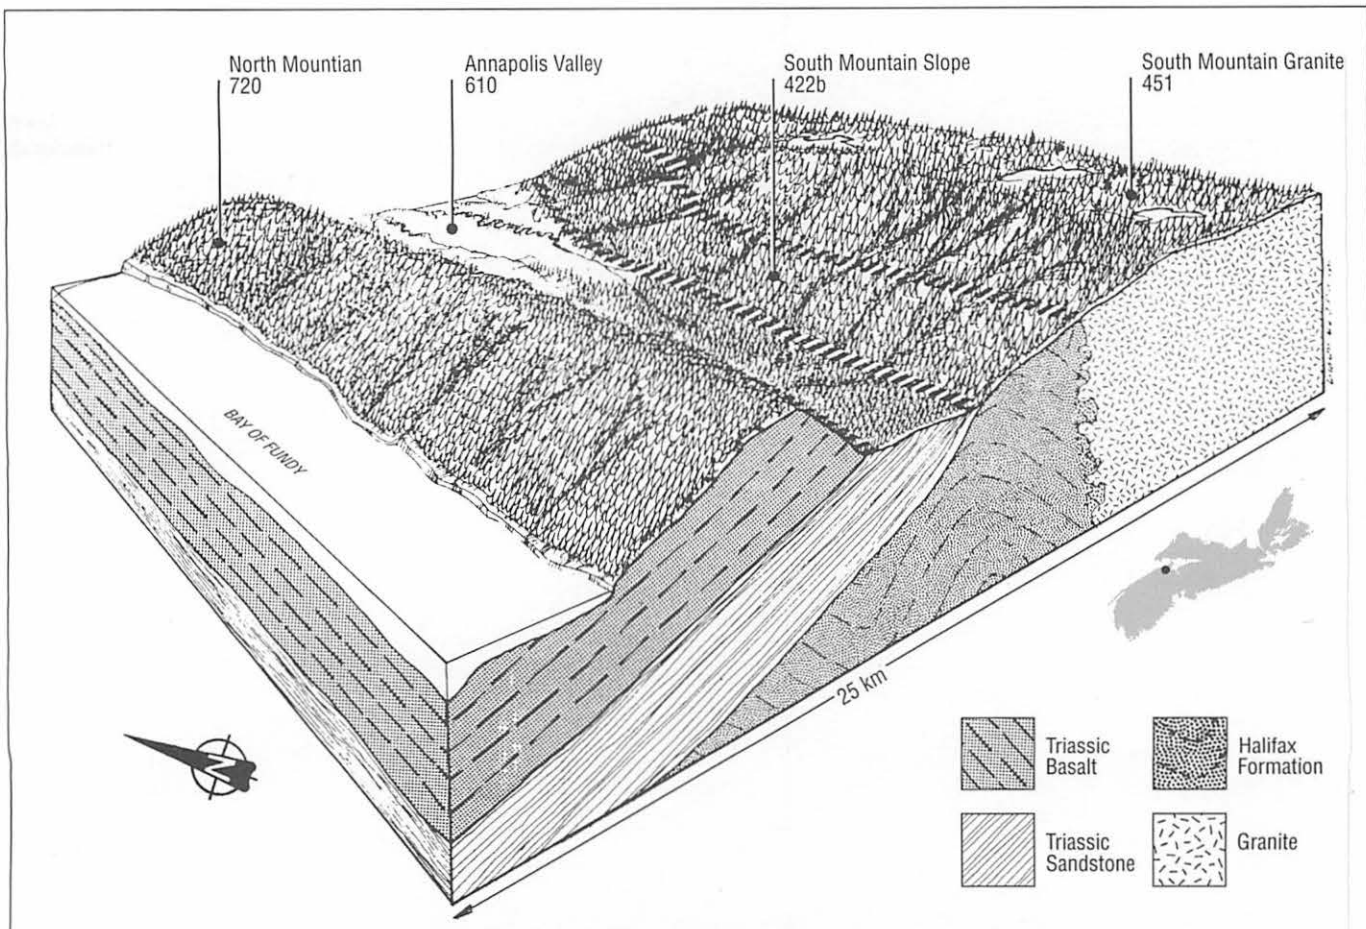 North Mountian
720
Annapolis Valley
610
South Mountain Slope
422b
South Mountain Granite
451
BAY OF FUNDY
25 km
N
Triassic
Basalt
Halifax
Formation
Triassic
Sandstone
Granite